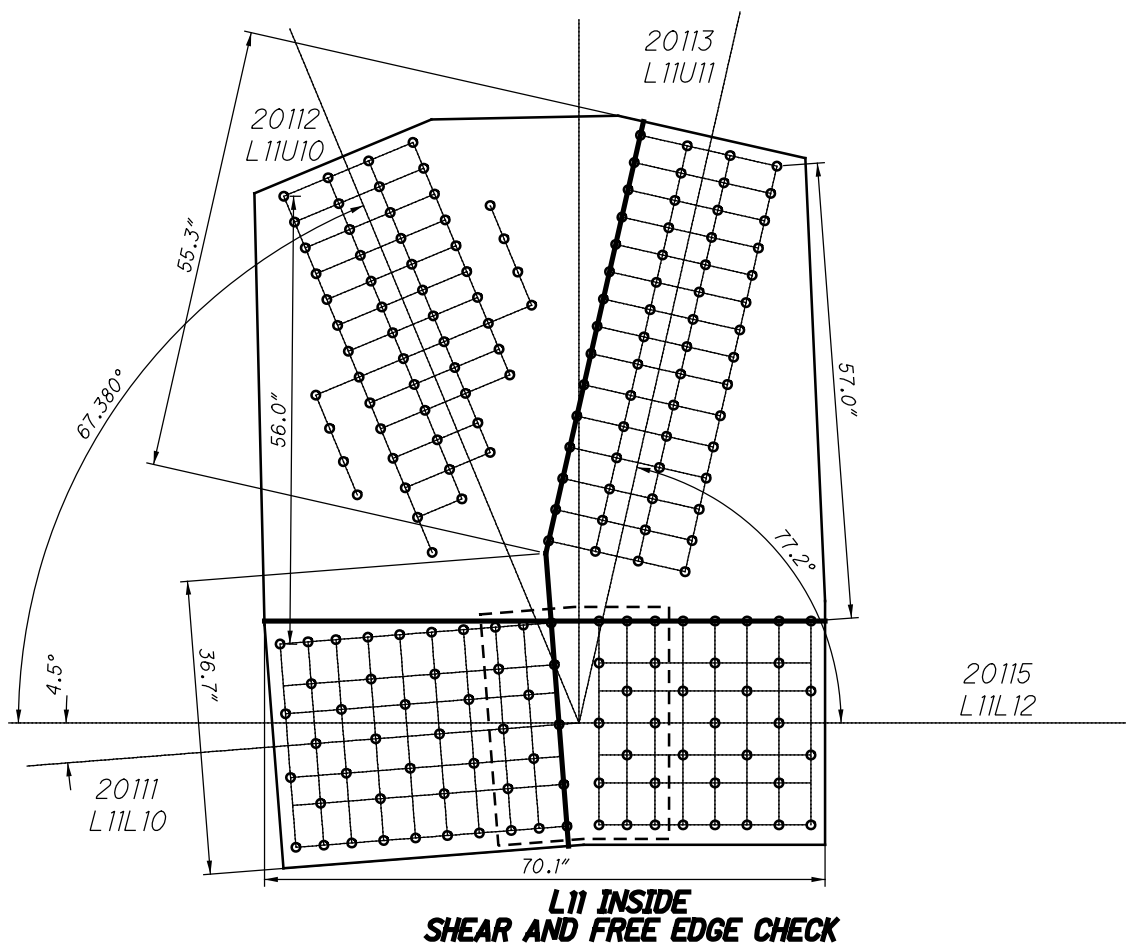 20113
L11U11
20112
L11U10
55.3"
67.380°
56.0"
57.0"
77.2°
36.7"
4.5°
20115
L11L12
20111
L11L10
70.1"
L11 INSIDE
SHEAR AND FREE EDGE CHECK